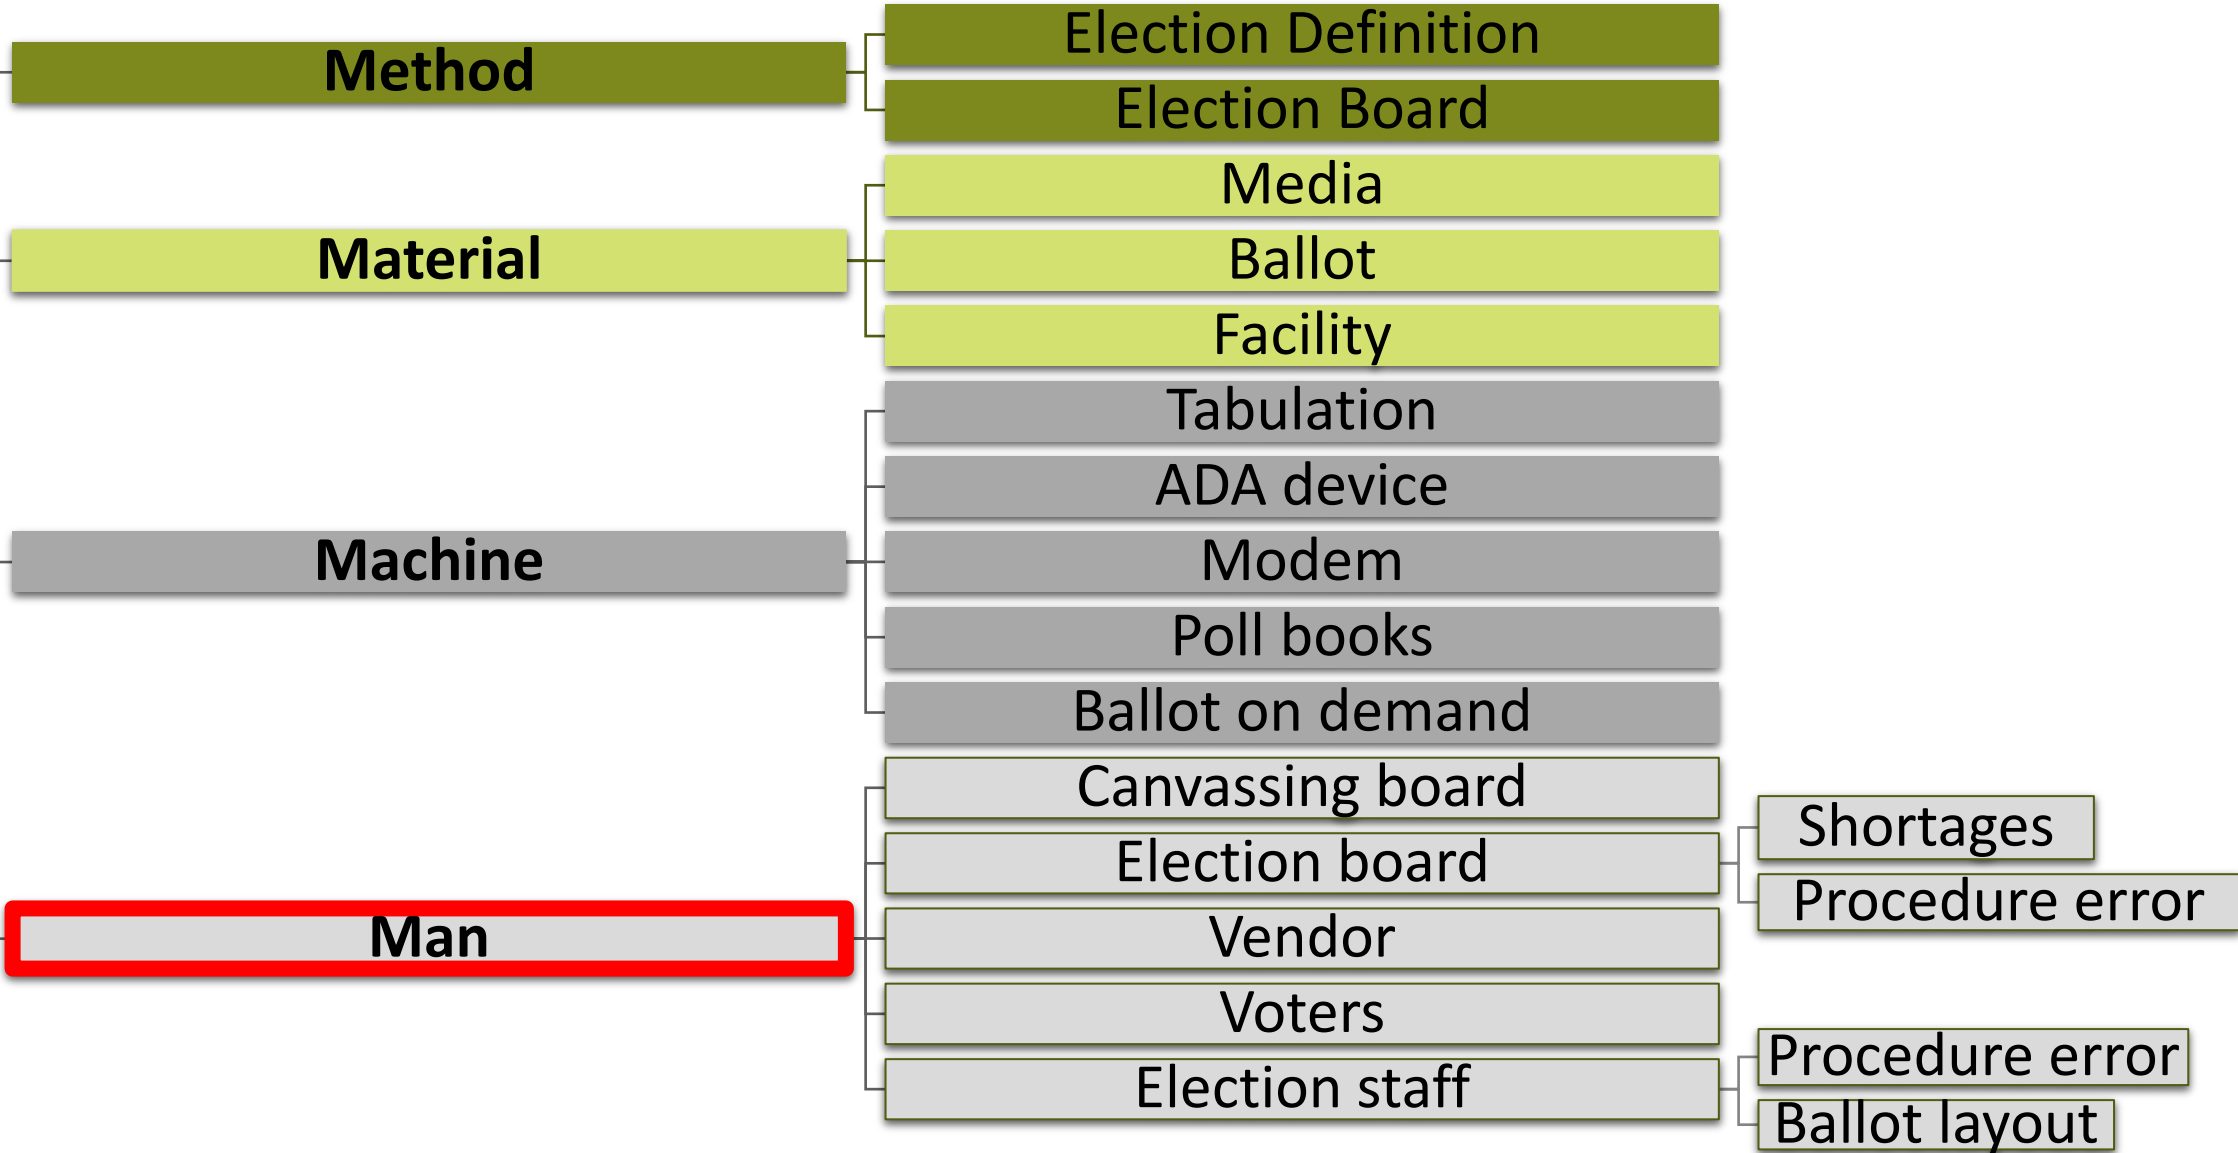 Method
Election Definition
Election Board
Material
Media
Ballot
Facility
Machine
Tabulation
ADA device
Modem
Poll books
Ballot on demand
Man
Canvassing board
Election board
Shortages
Procedure error
Vendor
Voters
Election staff
Procedure error
Ballot layout